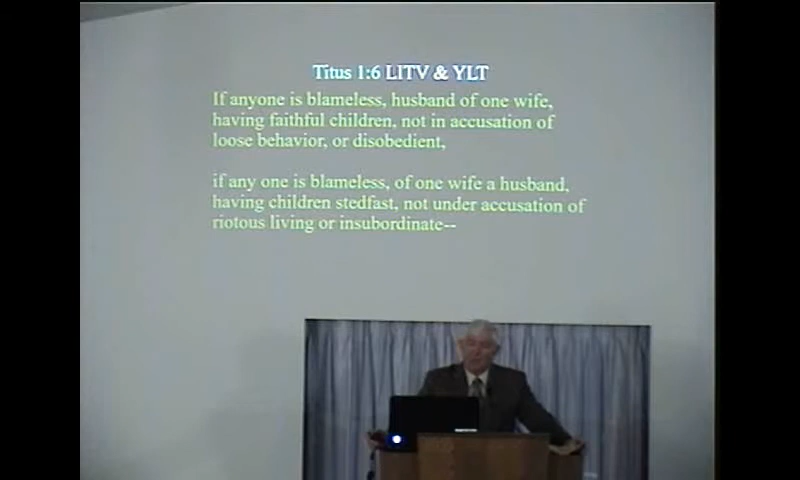 Titus 1:6 LITV & YLT
If anyone is blameless, husband of one wife,
having faithful children, not in accusation of
loose behavior, or disobedient,
if any one is blameless, of one wife a husband,
having children stedfast, not under accusation of
riotous living or insubordinate--